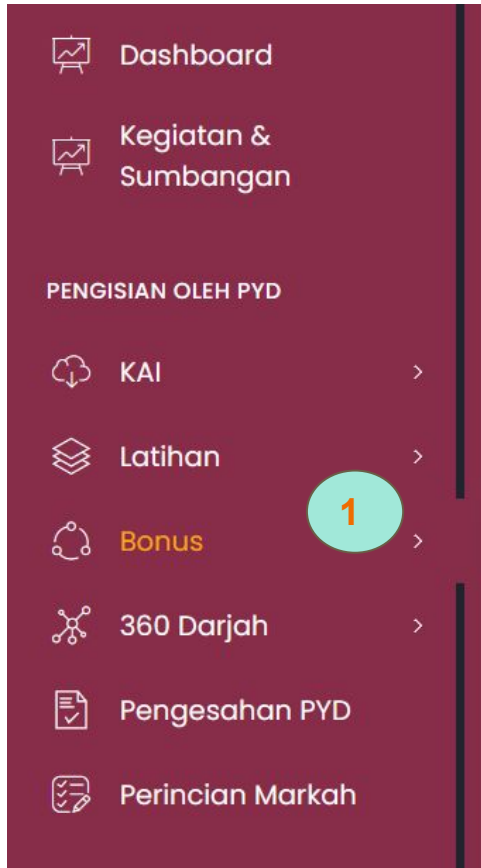 Dashboard
Kegiatan &
Sumbangan
PENGISIAN OLEH PYD
KAI
Latihan
1
Bonus
360 Darjah
Pengesahan PYD
Perincian Markah